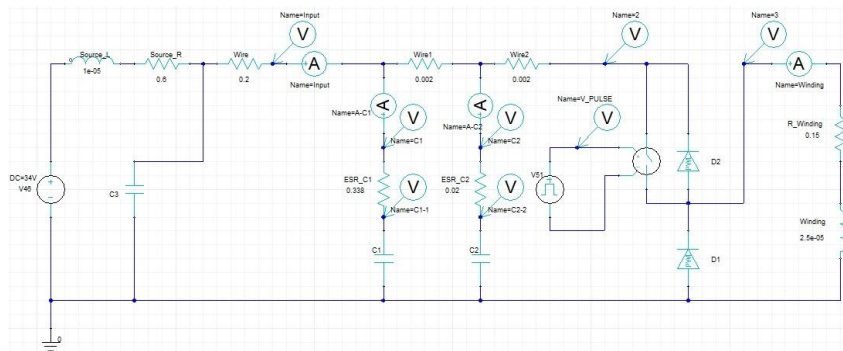 Name=Input
Name=2
Name=3
Source_L
Source_R
Wire
Wire1
Wire2
1e-05
0.6
0.2
Name=Input
0.002
0.002
Name=Winding
Name=A-C1
Name=A-C2
Name=V_PULSE
R_Winding
0.15
Name=C1
Name=C2
DC=34V
V46
C3
ESR_C1
0.338
ESR_C2
0.02
V51
D2
Name=C1-1
Name=C2-2
Winding
2.5e-05
C1
C2
D1
0
V
V
V
A
A
A
A
V
V
V
V
V